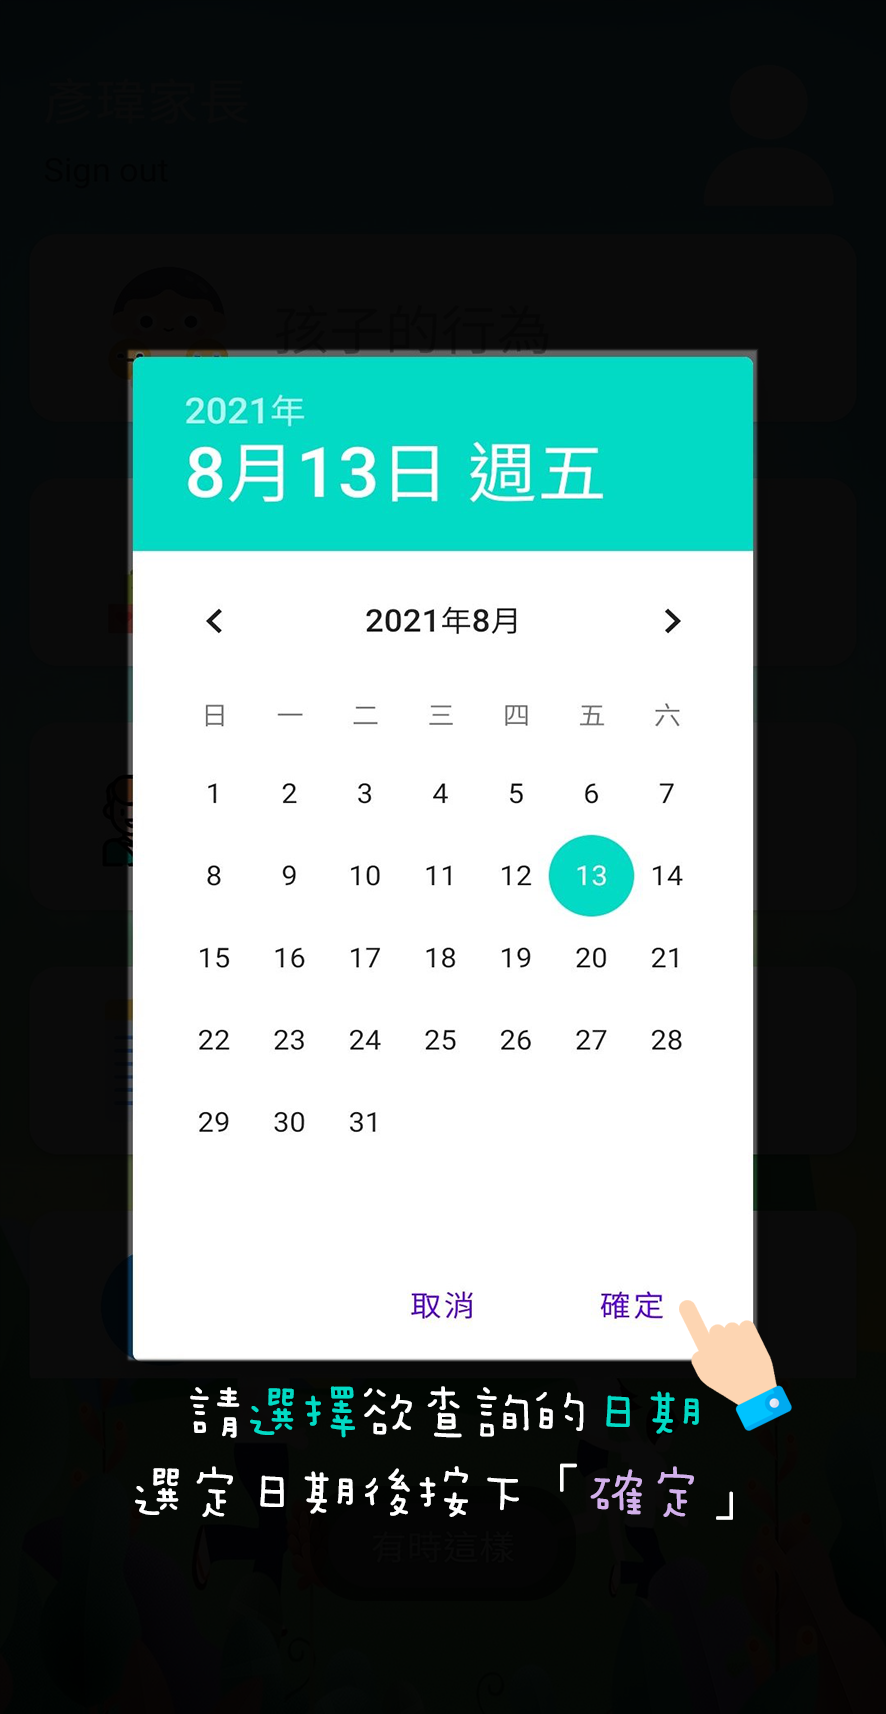 彥瑋家長
Sign out
孩子的行為
2021年
8月13日 週五
2021年8月
日 一 二 三 四 五 六
1 2 3 4 5 6 7
8 9 10 11 12 13 14
15 16 17 18 19 20 21
22 23 24 25 26 27 28
29 30 31
取消 確定
請選擇欲查詢的日期
選定日期後按下「確定」
有時這樣